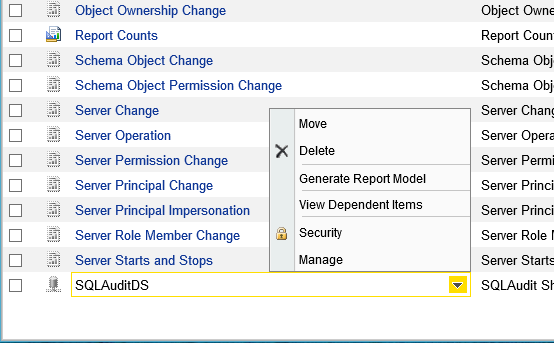 Object Ownership Change Object Owne
Report Counts Report Coun
Schema Object Change Schema Obj
Schema Object Permission Change Schema Obj
Server Change Server Chang
Server Operation Server Opera
Server Permission Change Server Permi
Server Principal Change Server Princi
Server Principal Impersonation Server Princi
Server Role Member Change Server Role M
Server Starts and Stops Server Starts
SQLAuditDS SQLAudit Sh
Move
Delete
Generate Report Model
View Dependent Items
Security
Manage